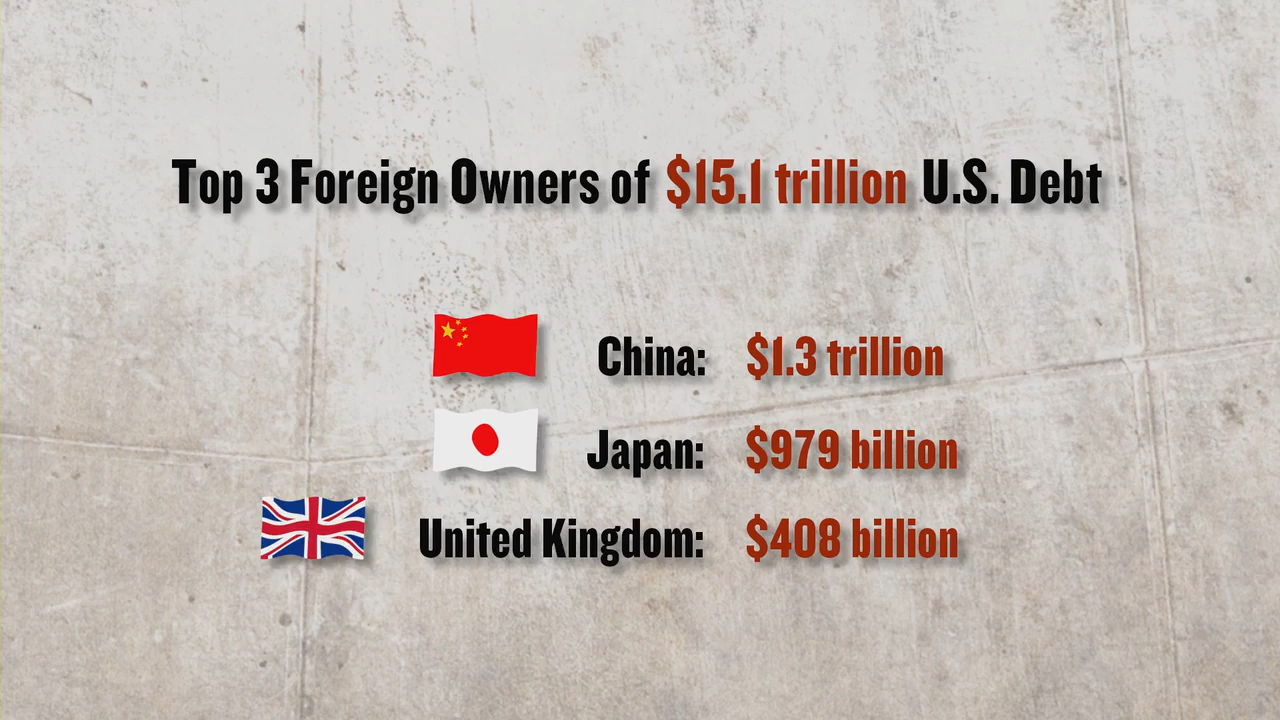 Top 3 Foreign Owners of $15.1 trillion U.S. Debt
China: $1.3 trillion
Japan: $979 billion
United Kingdom: $408 billion